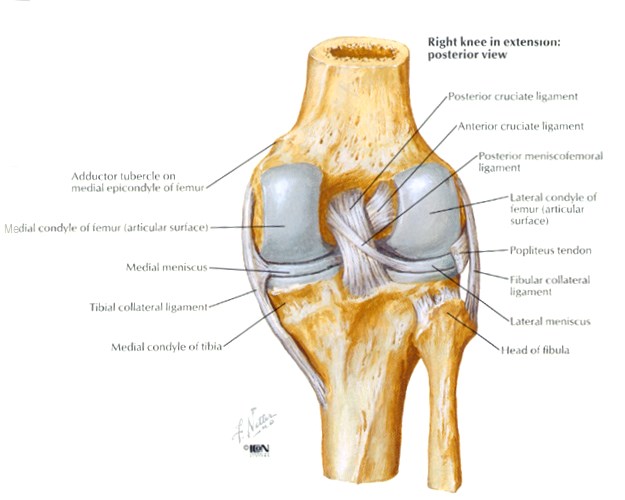 Right knee in extension:
posterior view
Posterior cruciate ligament
Anterior cruciate ligament
Posterior meniscofemoral
ligament
Adductor tubercle on
medial epicondyle of femur
Lateral condyle of
femur (articular
surface)
Medial condyle of femur (articular surface)
Popliteus tendon
Medial meniscus
Fibular collateral
ligament
Tibial collateral ligament
Lateral meniscus
Medial condyle of tibia
Head of fibula
f. Netter
©ICON